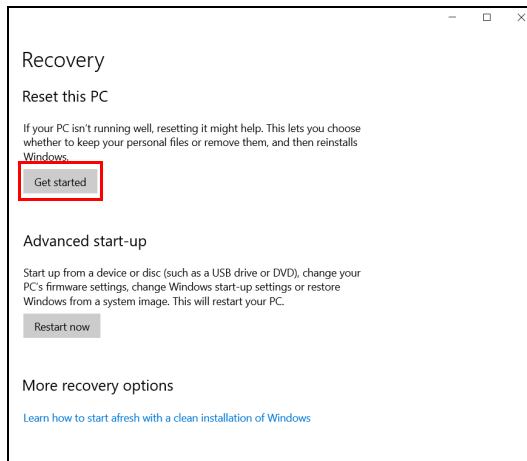 Recovery
Reset this PC
If your PC isn't running well, resetting it might help. This lets you choose
whether to keep your personal files or remove them, and then reinstalls
Windows.
Get started
Advanced start-up
Start up from a device or disc (such as a USB drive or DVD), change your
PC's firmware settings, change Windows start-up settings or restore
Windows from a system image. This will restart your PC.
Restart now
More recovery options
Learn how to start afresh with a clean installation of Windows